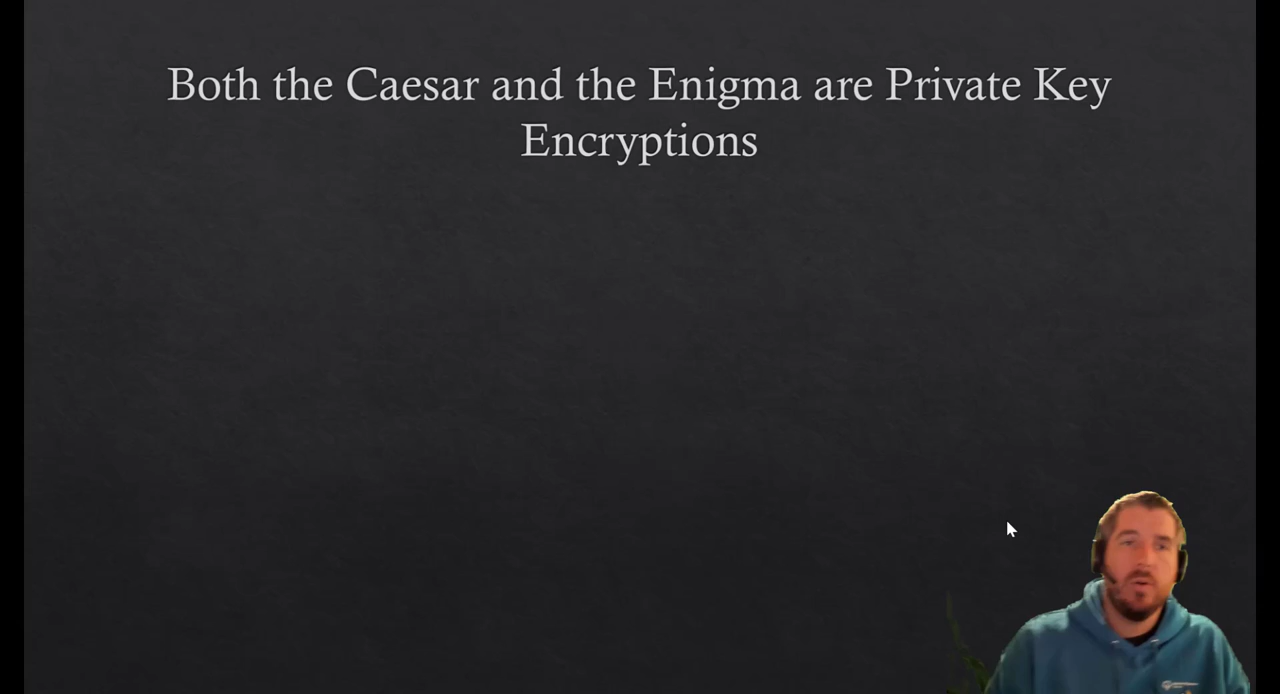 Both the Caesar and the Enigma are Private Key
Encryptions